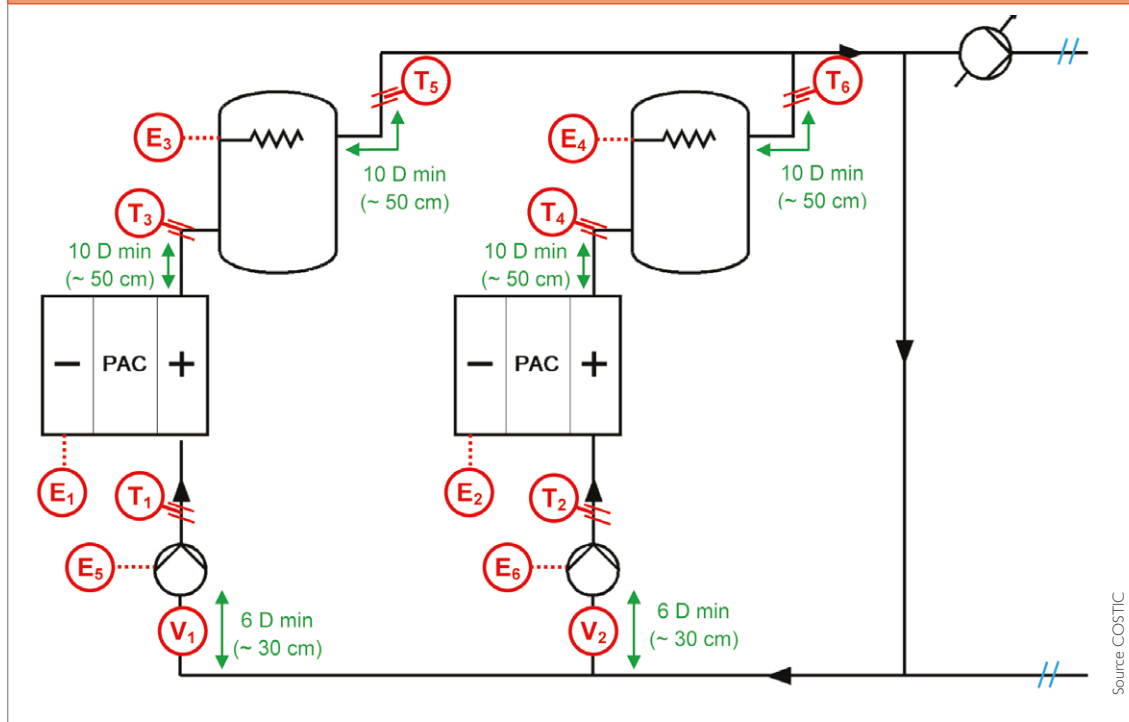 T5
T6
E3
E4
10 D min
(~ 50 cm)
10 D min
(~ 50 cm)
T3
T4
10 D min
(~ 50 cm)
10 D min
(~ 50 cm)
− PAC +
− PAC +
E1
T1
E2
T2
E5
E6
V1
6 D min
(~ 30 cm)
V2
6 D min
(~ 30 cm)
Source COSTIC